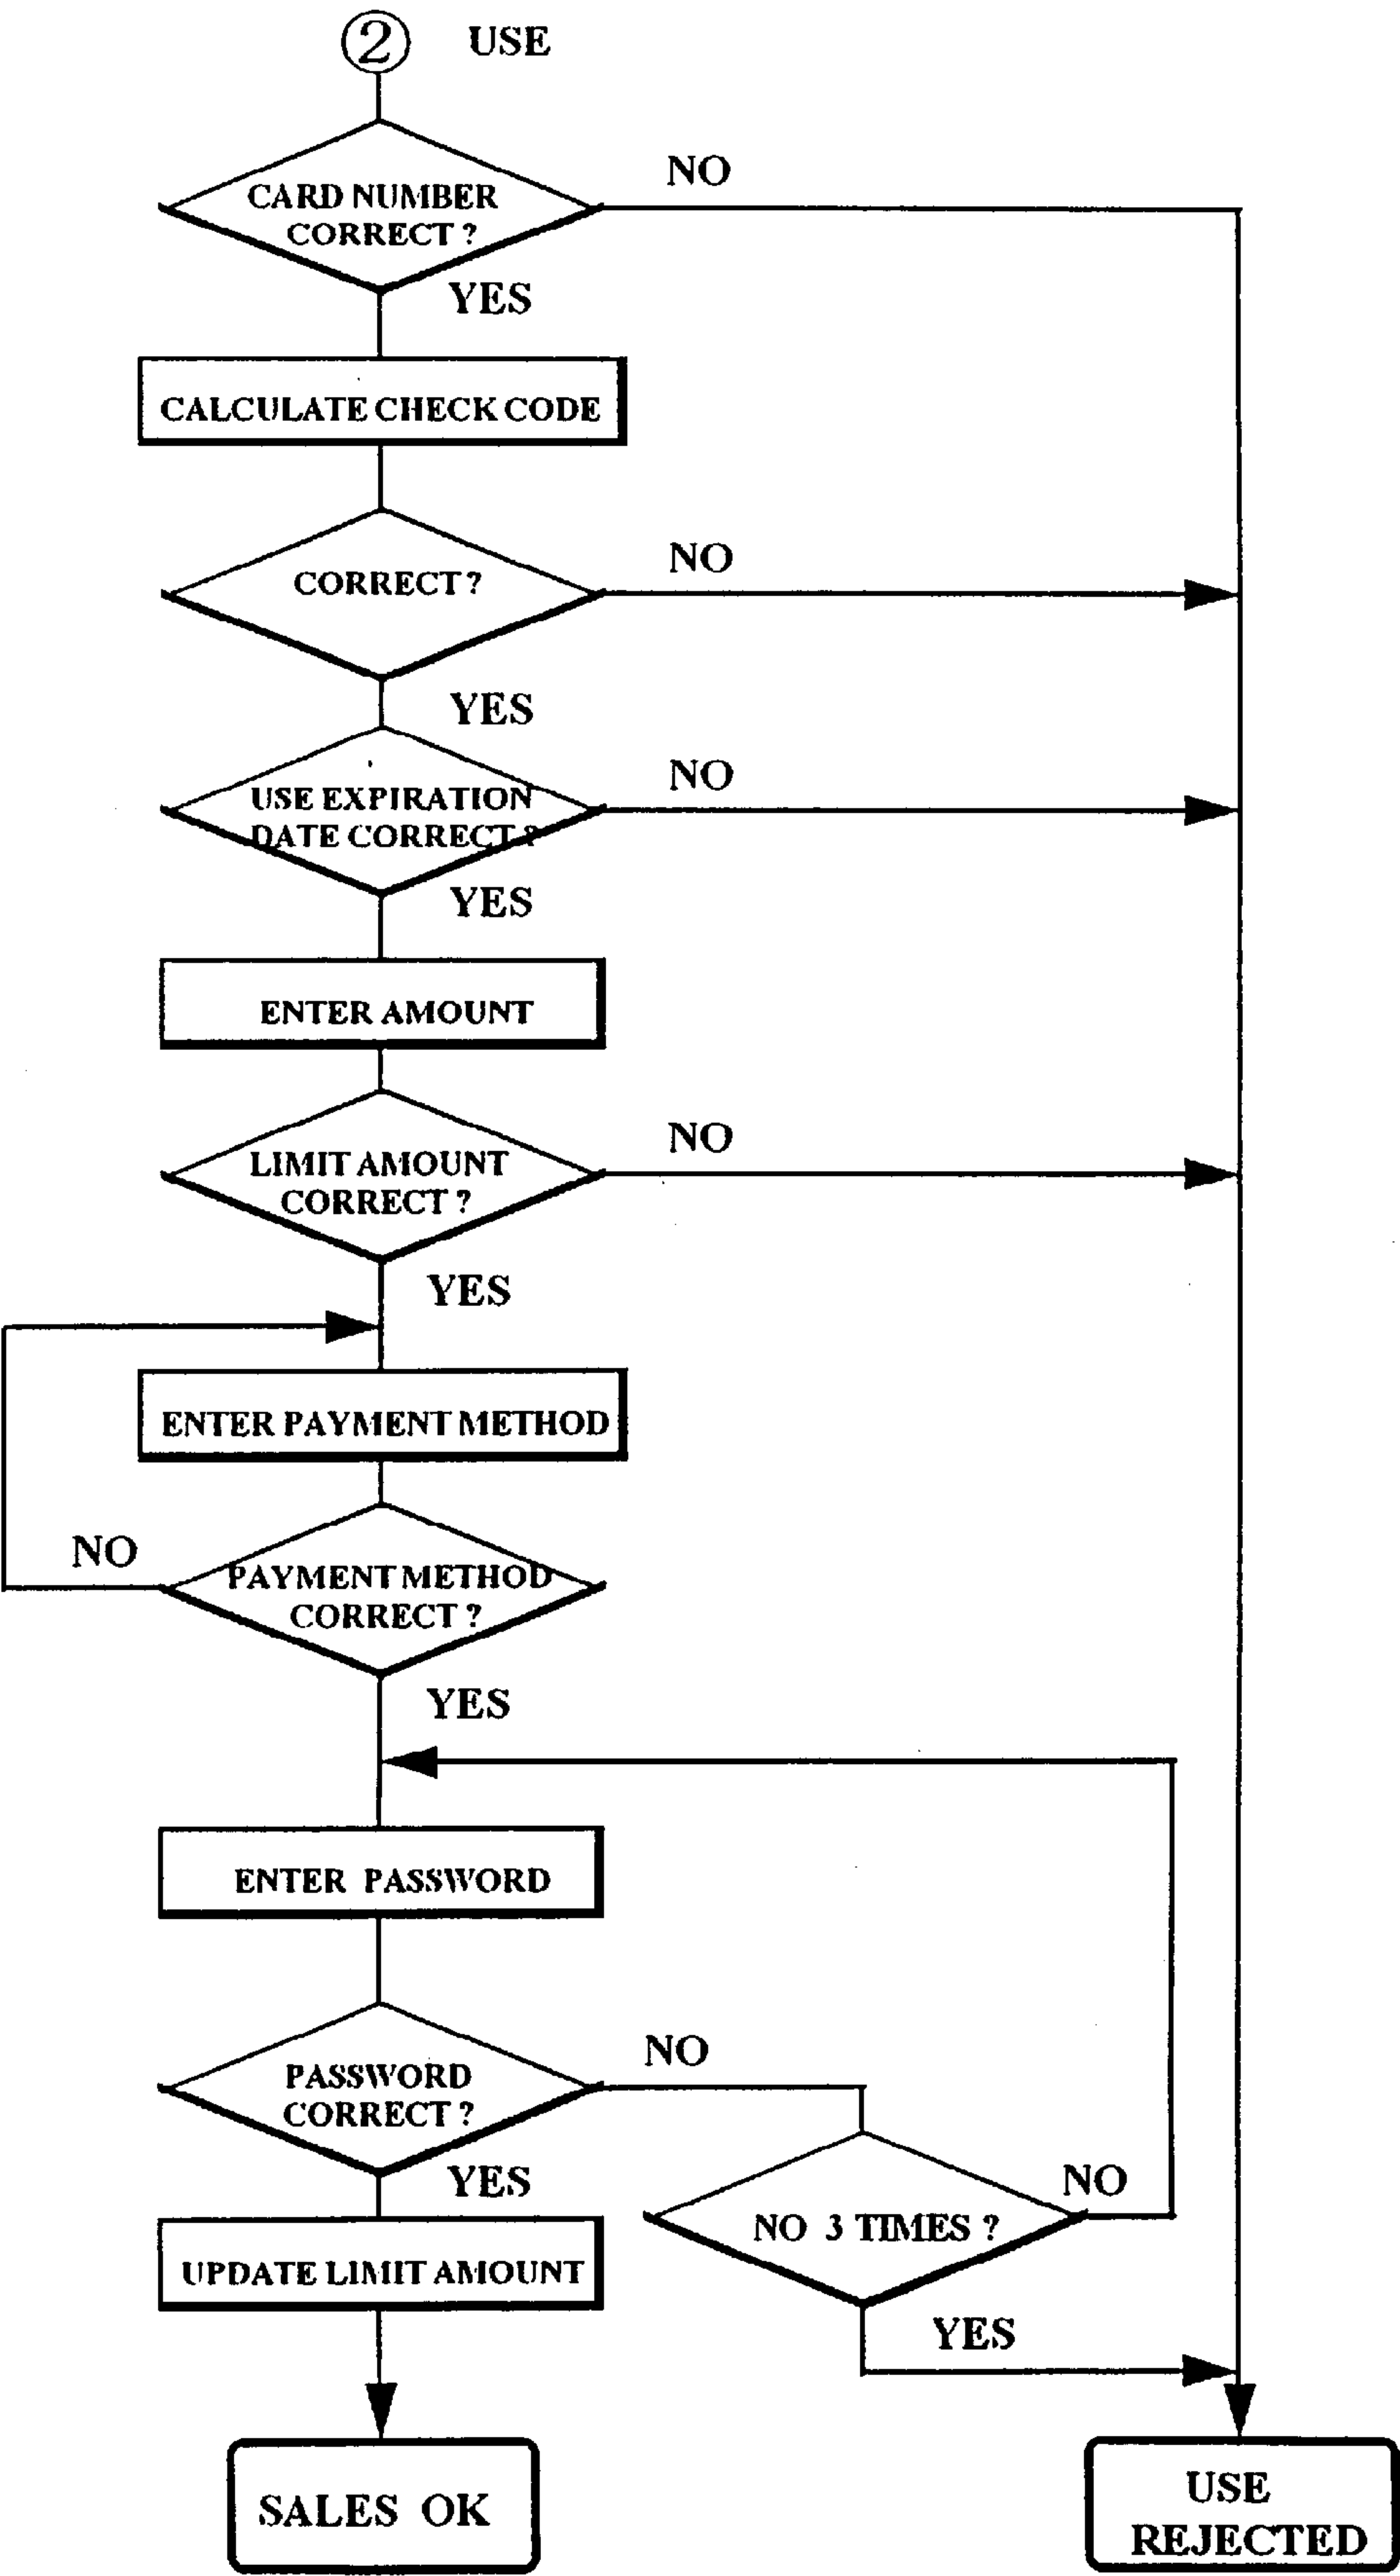 ② USE
CARD NUMBER
CORRECT ?
NO
YES
CALCULATE CHECK CODE
CORRECT ?
NO
YES
USE EXPIRATION
DATE CORRECT ?
NO
YES
ENTER AMOUNT
LIMIT AMOUNT
CORRECT ?
NO
YES
ENTER PAYMENT METHOD
NO
PAYMENT METHOD
CORRECT ?
YES
ENTER PASSWORD
PASSWORD
CORRECT ?
NO
YES
NO 3 TIMES ?
NO
UPDATE LIMIT AMOUNT
YES
SALES OK
USE
REJECTED